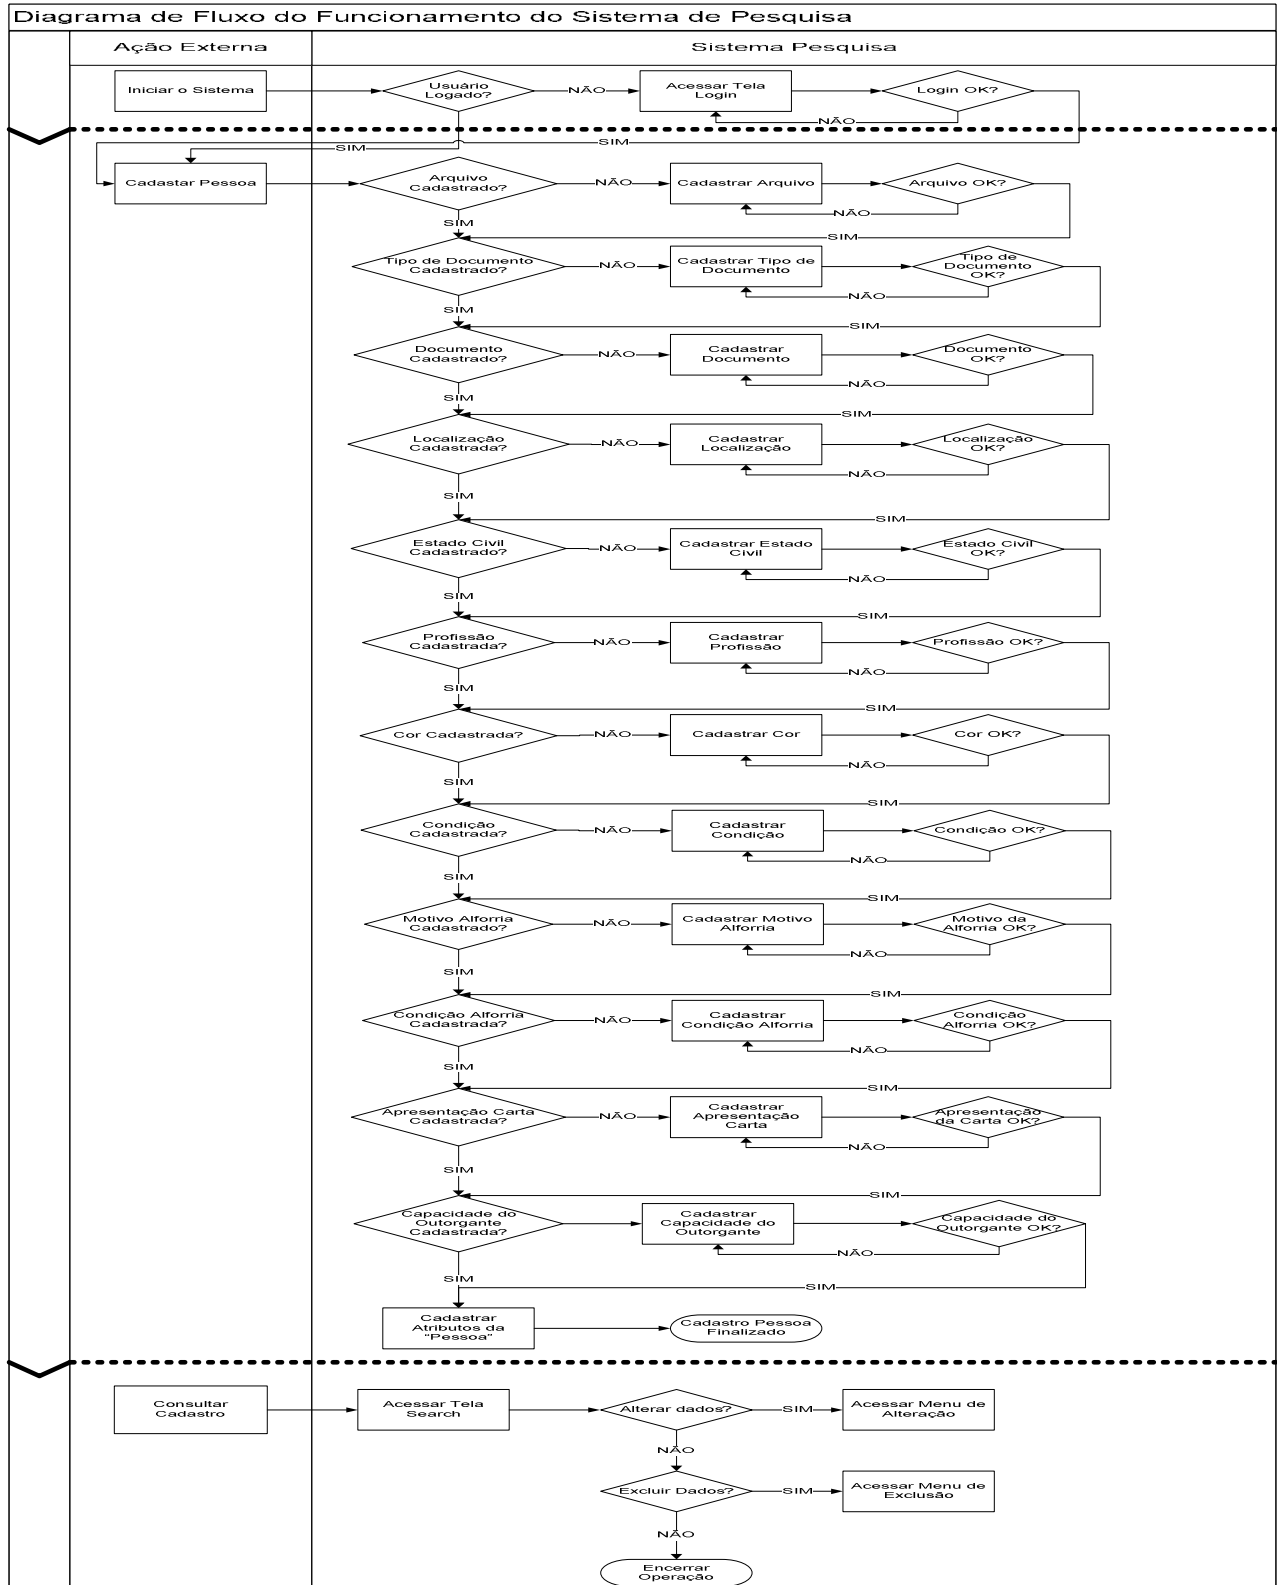 Diagrama de Fluxo do Funcionamento do Sistema de Pesquisa
Ação Externa
Sistema Pesquisa
Iniciar o Sistema
Usuário
Logado?
NÃO
Acessar Tela
Login
Login OK?
NÃO
SIM
SIM
Cadastar Pessoa
Arquivo
Cadastrado?
NÃO
Cadastrar Arquivo
Arquivo OK?
NÃO
SIM
SIM
Tipo de Documento
Cadastrado?
NÃO
Cadastrar Tipo de
Documento
Tipo de
Documento
OK?
NÃO
SIM
SIM
Documento
Cadastrado?
NÃO
Cadastrar
Documento
Documento
OK?
NÃO
SIM
SIM
Localização
Cadastrada?
NÃO
Cadastrar
Localização
Localização
OK?
NÃO
SIM
SIM
Estado Civil
Cadastrado?
NÃO
Cadastrar Estado
Civil
Estado Civil
OK?
NÃO
SIM
SIM
Profissão
Cadastrada?
NÃO
Cadastrar
Profissão
Profissão OK?
NÃO
SIM
SIM
Cor Cadastrada?
NÃO
Cadastrar Cor
Cor OK?
NÃO
SIM
SIM
Condição
Cadastrada?
NÃO
Cadastrar
Condição
Condição OK?
NÃO
SIM
SIM
Motivo Alforria
Cadastrado?
NÃO
Cadastrar Motivo
Alforria
Motivo da
Alforria OK?
NÃO
SIM
SIM
Condição Alforria
Cadastrada?
NÃO
Cadastrar
Condição Alforria
Condição
Alforria OK?
NÃO
SIM
SIM
Apresentação Carta
Cadastrada?
NÃO
Cadastrar
Apresentação
Carta
Apresentação
da Carta OK?
NÃO
SIM
SIM
Capacidade do
Outorgante
Cadastrada?
Cadastrar
Capacidade do
Outorgante
Capacidade do
Outorgante OK?
NÃO
SIM
SIM
Cadastrar
Atributos da
"Pessoa"
Cadastro Pessoa
Finalizado
Consultar
Cadastro
Acessar Tela
Search
Alterar dados?
SIM
Acessar Menu de
Alteração
NÃO
Excluir Dados?
SIM
Acessar Menu de
Exclusão
NÃO
Encerrar
Operação